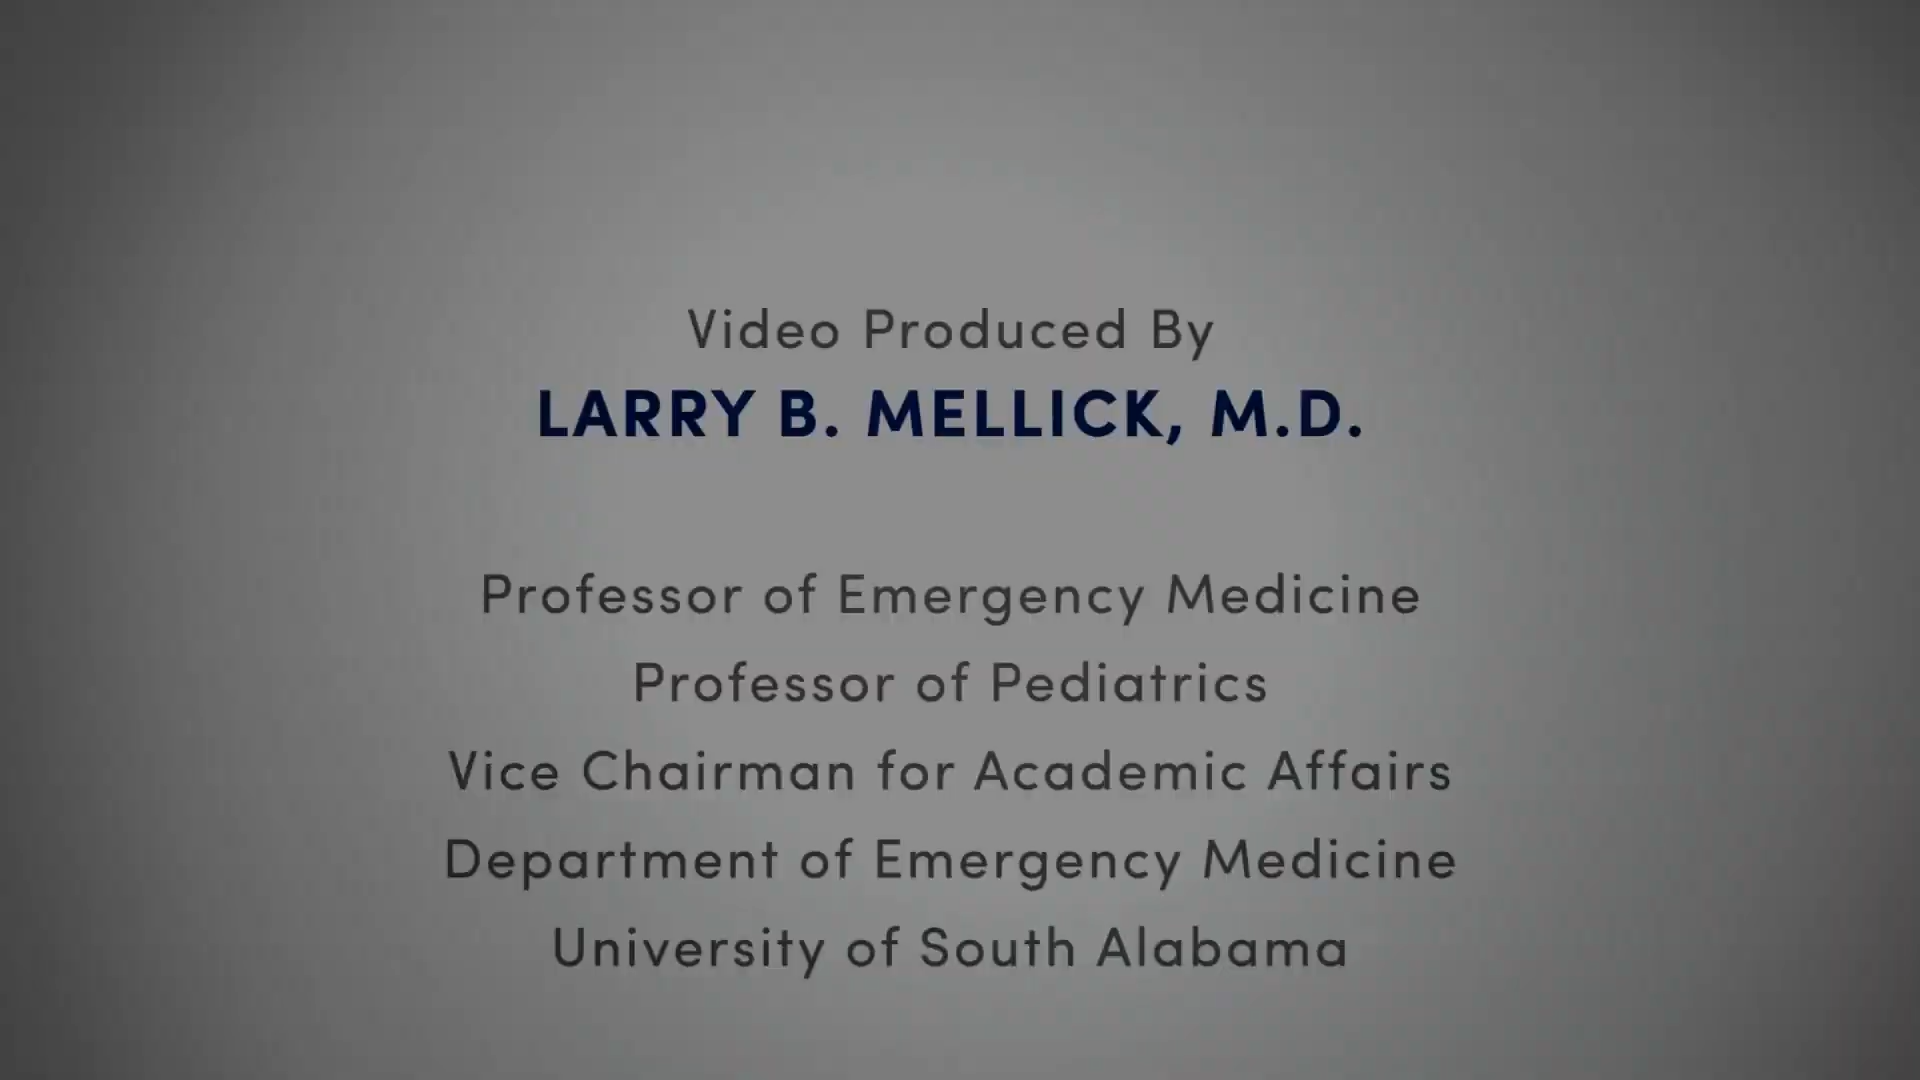 Video Produced By
LARRY B. MELLICK, M.D.
Professor of Emergency Medicine
Professor of Pediatrics
Vice Chairman for Academic Affairs
Department of Emergency Medicine
University of South Alabama